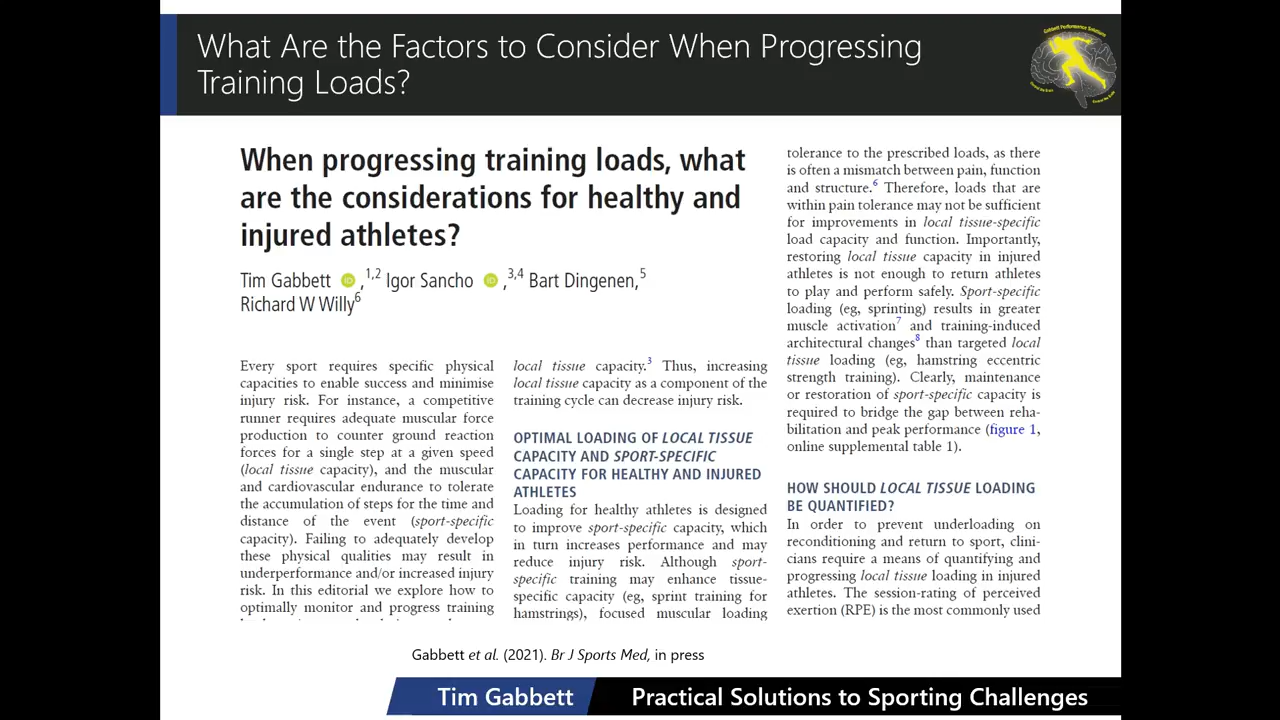 What Are the Factors to Consider When Progressing
Training Loads?
Gabbett Performance Solutions
When progressing training loads, what
are the considerations for healthy and
injured athletes?
Tim Gabbett iD ,1,2 Igor Sancho iD ,3,4 Bart Dingenen,5
Richard W Willy6
Every sport requires specific physical
capacities to enable success and minimise
injury risk. For instance, a competitive
runner requires adequate muscular force
production to counter ground reaction
forces for a single step at a given speed
(local tissue capacity), and the muscular
and cardiovascular endurance to tolerate
the accumulation of steps for the time and
distance of the event (sport-specific
capacity). Failing to adequately develop
these physical qualities may result in
underperformance and/or increased injury
risk. In this editorial we explore how to
optimally monitor and progress training
local tissue capacity.3 Thus, increasing
local tissue capacity as a component of the
training cycle can decrease injury risk.
OPTIMAL LOADING OF LOCAL TISSUE
CAPACITY AND SPORT-SPECIFIC
CAPACITY FOR HEALTHY AND INJURED
ATHLETES
Loading for healthy athletes is designed
to improve sport-specific capacity, which
in turn increases performance and may
reduce injury risk. Although sport-
specific training may enhance tissue-
specific capacity (eg, sprint training for
hamstrings), focused muscular loading
tolerance to the prescribed loads, as there
is often a mismatch between pain, function
and structure.6 Therefore, loads that are
within pain tolerance may not be sufficient
for improvements in local tissue-specific
load capacity and function. Importantly,
restoring local tissue capacity in injured
athletes is not enough to return athletes
to play and perform safely. Sport-specific
loading (eg, sprinting) results in greater
muscle activation7 and training-induced
architectural changes8 than targeted local
tissue loading (eg, hamstring eccentric
strength training). Clearly, maintenance
or restoration of sport-specific capacity is
required to bridge the gap between reha-
bilitation and peak performance (figure 1,
online supplemental table 1).
HOW SHOULD LOCAL TISSUE LOADING
BE QUANTIFIED?
In order to prevent underloading on
reconditioning and return to sport, clini-
cians require a means of quantifying and
progressing local tissue loading in injured
athletes. The session-rating of perceived
exertion (RPE) is the most commonly used
Gabbett et al. (2021). Br J Sports Med, in press
Tim Gabbett
Practical Solutions to Sporting Challenges